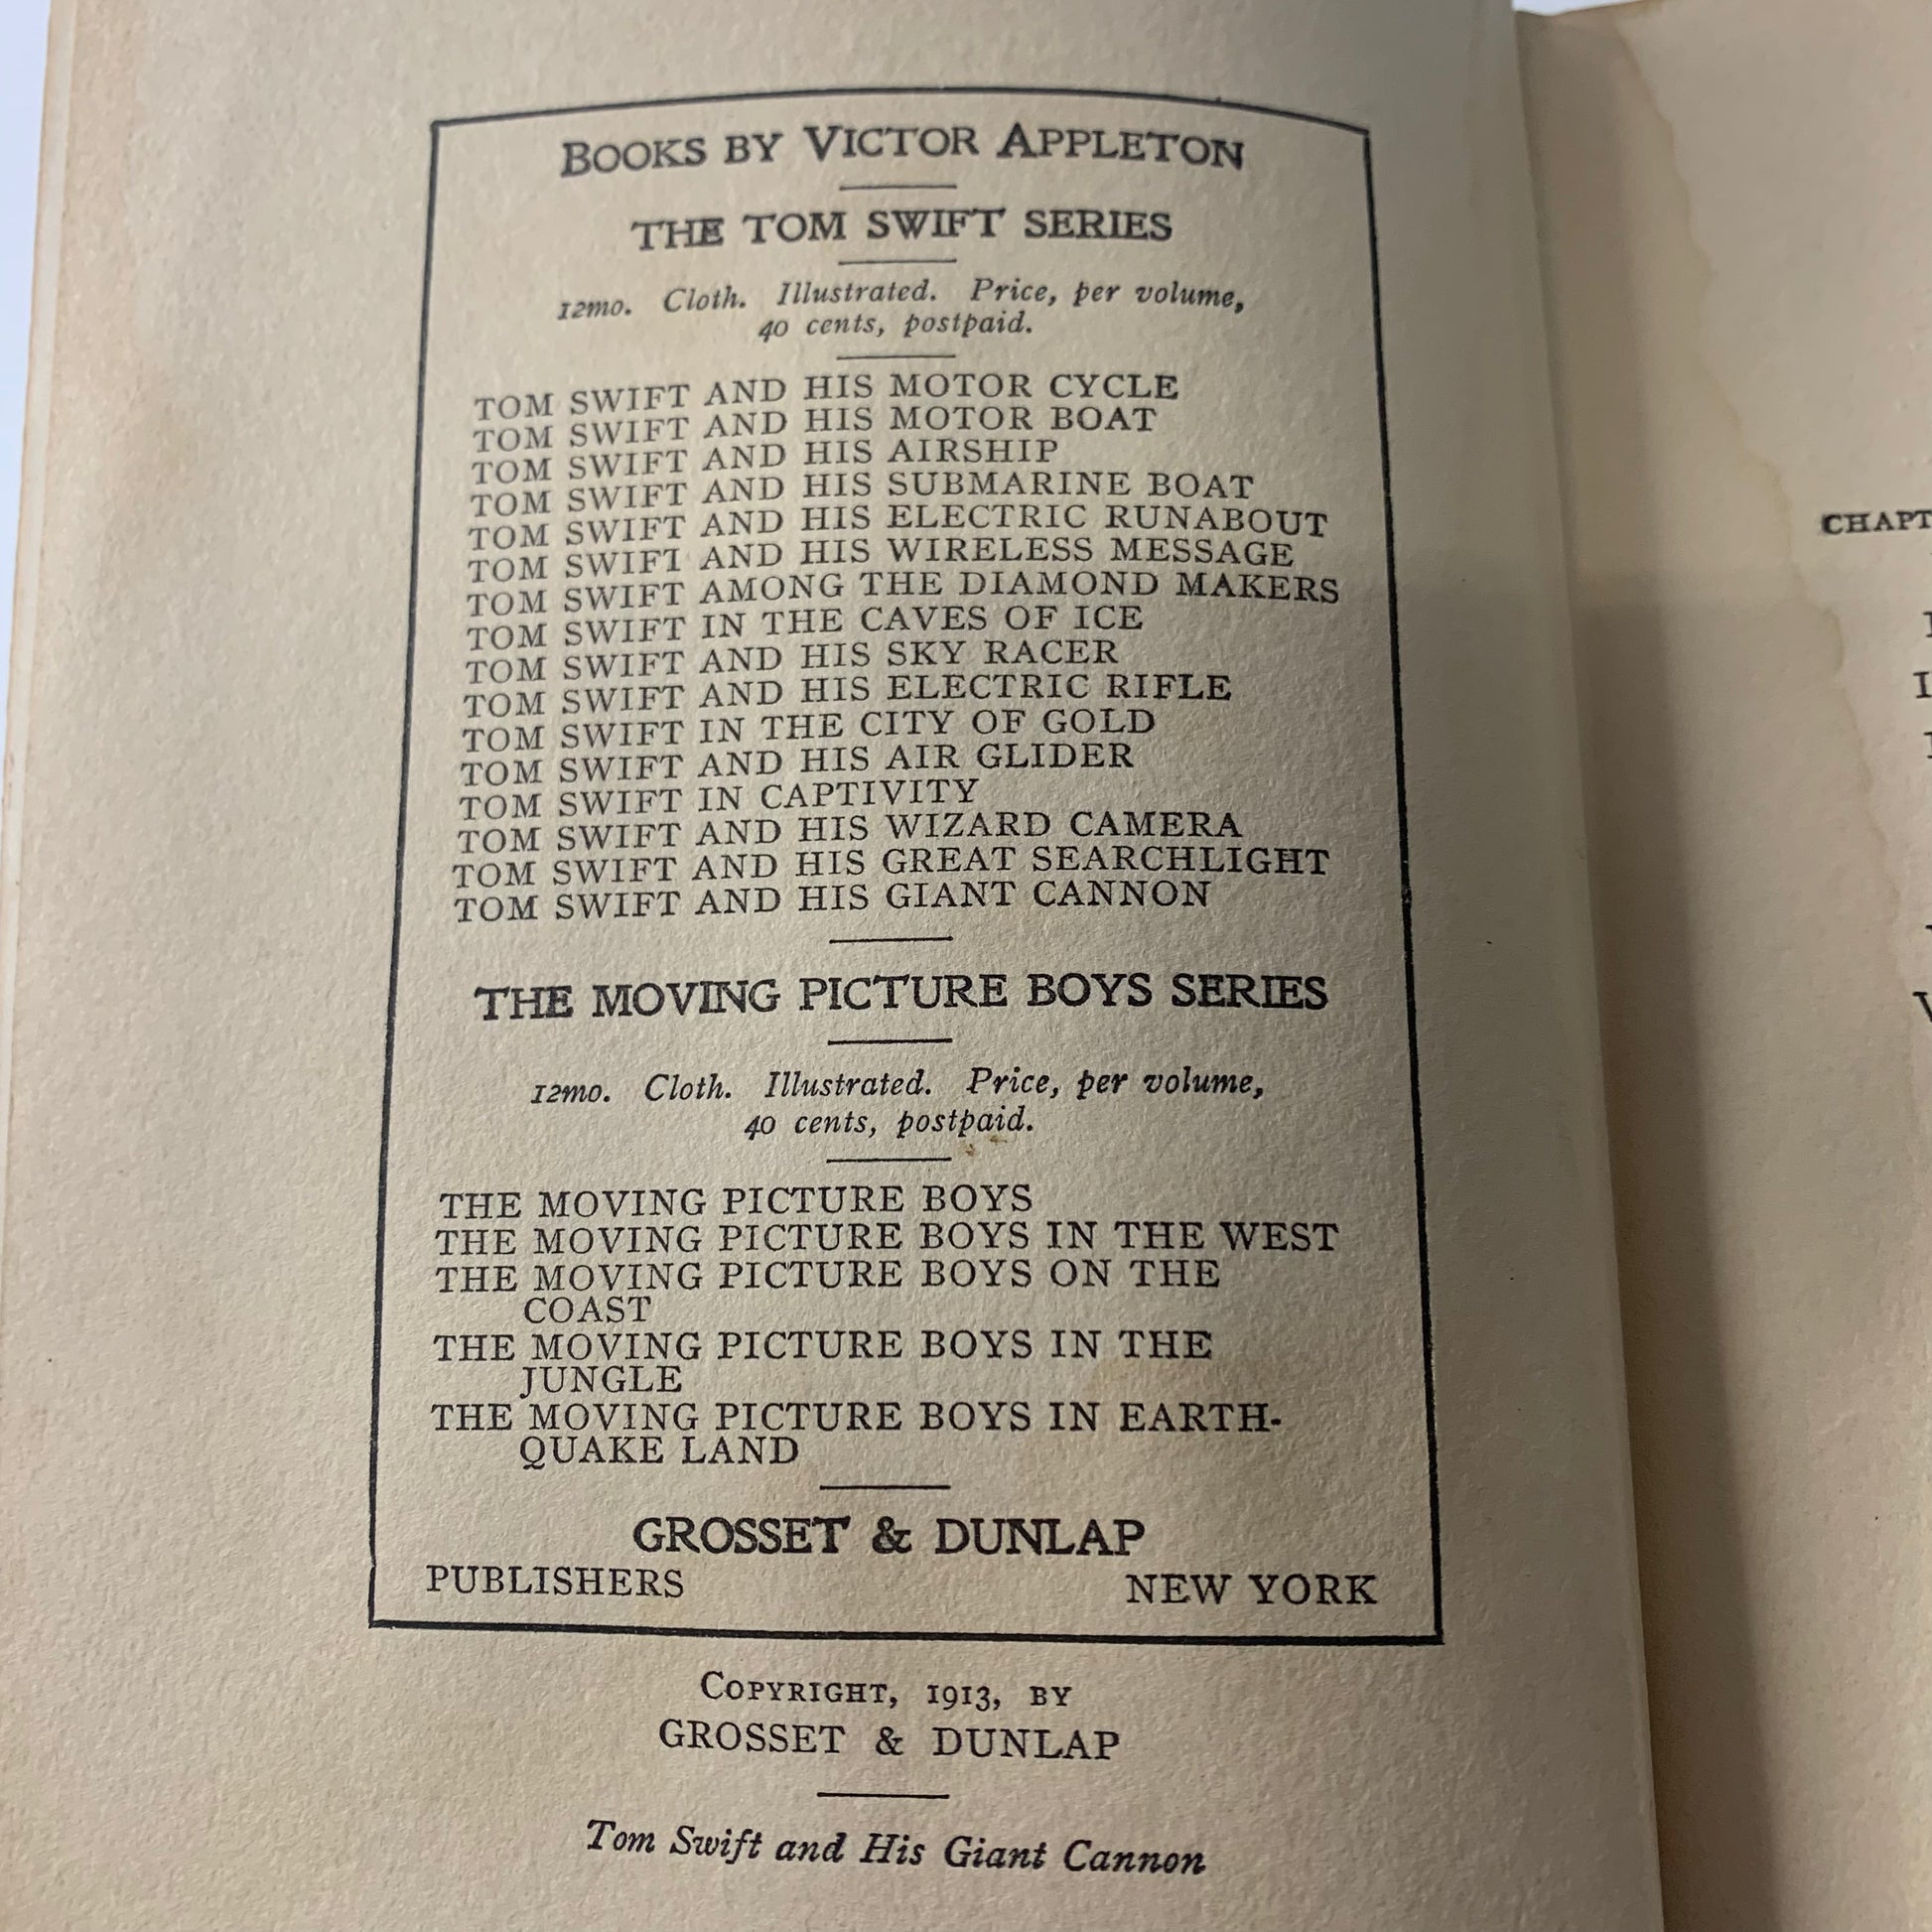 BOOKS BY VICTOR APPLETON
THE TOM SWIFT SERIES
12mo. Cloth. Illustrated. Price, per volume,
40 cents, postpaid.
TOM SWIFT AND HIS MOTOR CYCLE
TOM SWIFT AND HIS MOTOR BOAT
TOM SWIFT AND HIS AIRSHIP
TOM SWIFT AND HIS SUBMARINE BOAT
TOM SWIFT AND HIS ELECTRIC RUNABOUT
TOM SWIFT AND HIS WIRELESS MESSAGE
TOM SWIFT AMONG THE DIAMOND MAKERS
TOM SWIFT IN THE CAVES OF ICE
TOM SWIFT AND HIS SKY RACER
TOM SWIFT AND HIS ELECTRIC RIFLE
TOM SWIFT IN THE CITY OF GOLD
TOM SWIFT AND HIS AIR GLIDER
TOM SWIFT IN CAPTIVITY
TOM SWIFT AND HIS WIZARD CAMERA
TOM SWIFT AND HIS GREAT SEARCHLIGHT
TOM SWIFT AND HIS GIANT CANNON
THE MOVING PICTURE BOYS SERIES
12mo. Cloth. Illustrated. Price, per volume,
40 cents, postpaid.
THE MOVING PICTURE BOYS
THE MOVING PICTURE BOYS IN THE WEST
THE MOVING PICTURE BOYS ON THE
COAST
THE MOVING PICTURE BOYS IN THE
JUNGLE
THE MOVING PICTURE BOYS IN EARTH-
QUAKE LAND
GROSSET & DUNLAP
PUBLISHERS NEW YORK
COPYRIGHT, 1913, BY
GROSSET & DUNLAP
Tom Swift and His Giant Cannon
CHAPT